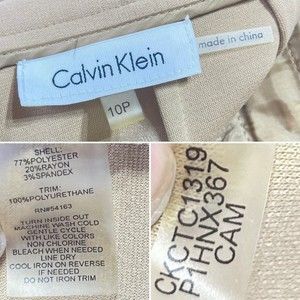 Calvin Klein
made in china
10P
SHELL:
77%POLYESTER
20%RAYON
3%SPANDEX
TRIM:
100%POLYURETHANE
RN#54163
TURN INSIDE OUT
MACHINE WASH COLD
GENTLE CYCLE
WITH LIKE COLORS
NON CHLORINE
BLEACH WHEN NEEDED
LINE DRY
COOL IRON ON REVERSE
IF NEEDED
DO NOT IRON TRIM
CKCTC1319
P1HNX367
CAM